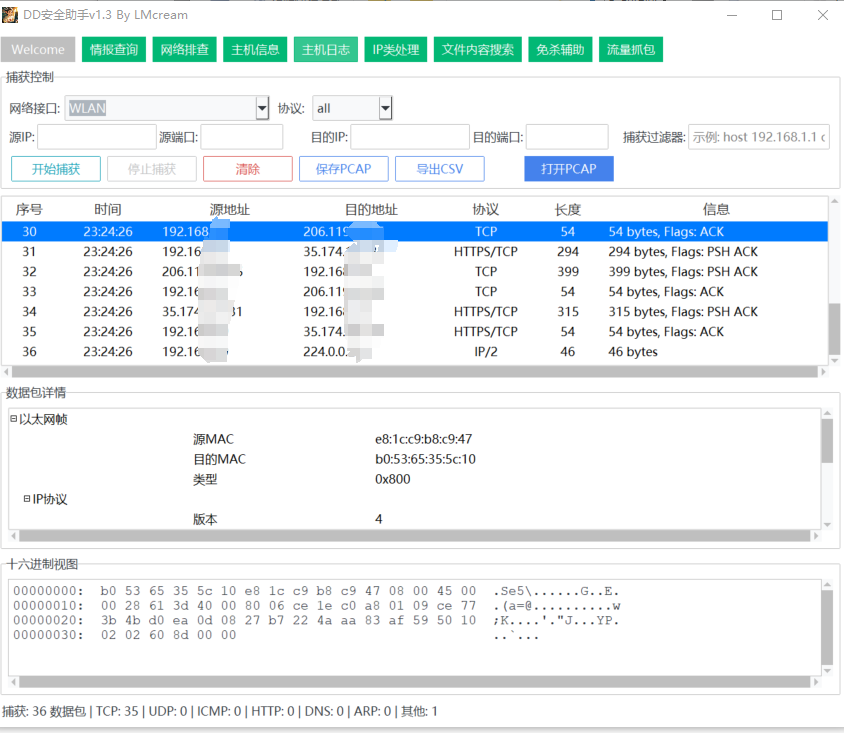 DD安全助手v1.3 By LMcream
Welcome 情报查询 网络排查 主机信息 主机日志 IP类处理 文件内容搜索 免杀辅助 流量抓包
捕获控制
网络接口: WLAN 协议: all
源IP: 源端口: 目的IP: 目的端口: 捕获过滤器: 示例: host 192.168.1.1
开始捕获 停止捕获 清除 保存PCAP 导出CSV 打开PCAP
序号 时间 源地址 目的地址 协议 长度 信息
30 23:24:26 192.168 206.119 TCP 54 54 bytes, Flags: ACK
31 23:24:26 192.16 35.174. HTTPS/TCP 294 294 bytes, Flags: PSH ACK
32 23:24:26 206.11 192.168 TCP 399 399 bytes, Flags: PSH ACK
33 23:24:26 192.16 206.119 TCP 54 54 bytes, Flags: ACK
34 23:24:26 35.174 31 192.168 HTTPS/TCP 315 315 bytes, Flags: PSH ACK
35 23:24:26 192.16 35.174. HTTPS/TCP 54 54 bytes, Flags: ACK
36 23:24:26 192.16 224.0.0. IP/2 46 46 bytes
数据包详情
以太网帧
源MAC e8:1c:c9:b8:c9:47
目的MAC b0:53:65:35:5c:10
类型 0x800
IP协议
版本 4
十六进制视图
00000000: b0 53 65 35 5c 10 e8 1c c9 b8 c9 47 08 00 45 00 .Se5\......G..E.
00000010: 00 28 61 3d 40 00 80 06 ce 1e c0 a8 01 09 ce 77 .(a=@..........w
00000020: 3b 4b d0 ea 0d 08 27 b7 22 4a aa 83 af 59 50 10 ;K....'."J...YP.
00000030: 02 02 60 8d 00 00 ..`...
捕获: 36 数据包 | TCP: 35 | UDP: 0 | ICMP: 0 | HTTP: 0 | DNS: 0 | ARP: 0 | 其他: 1